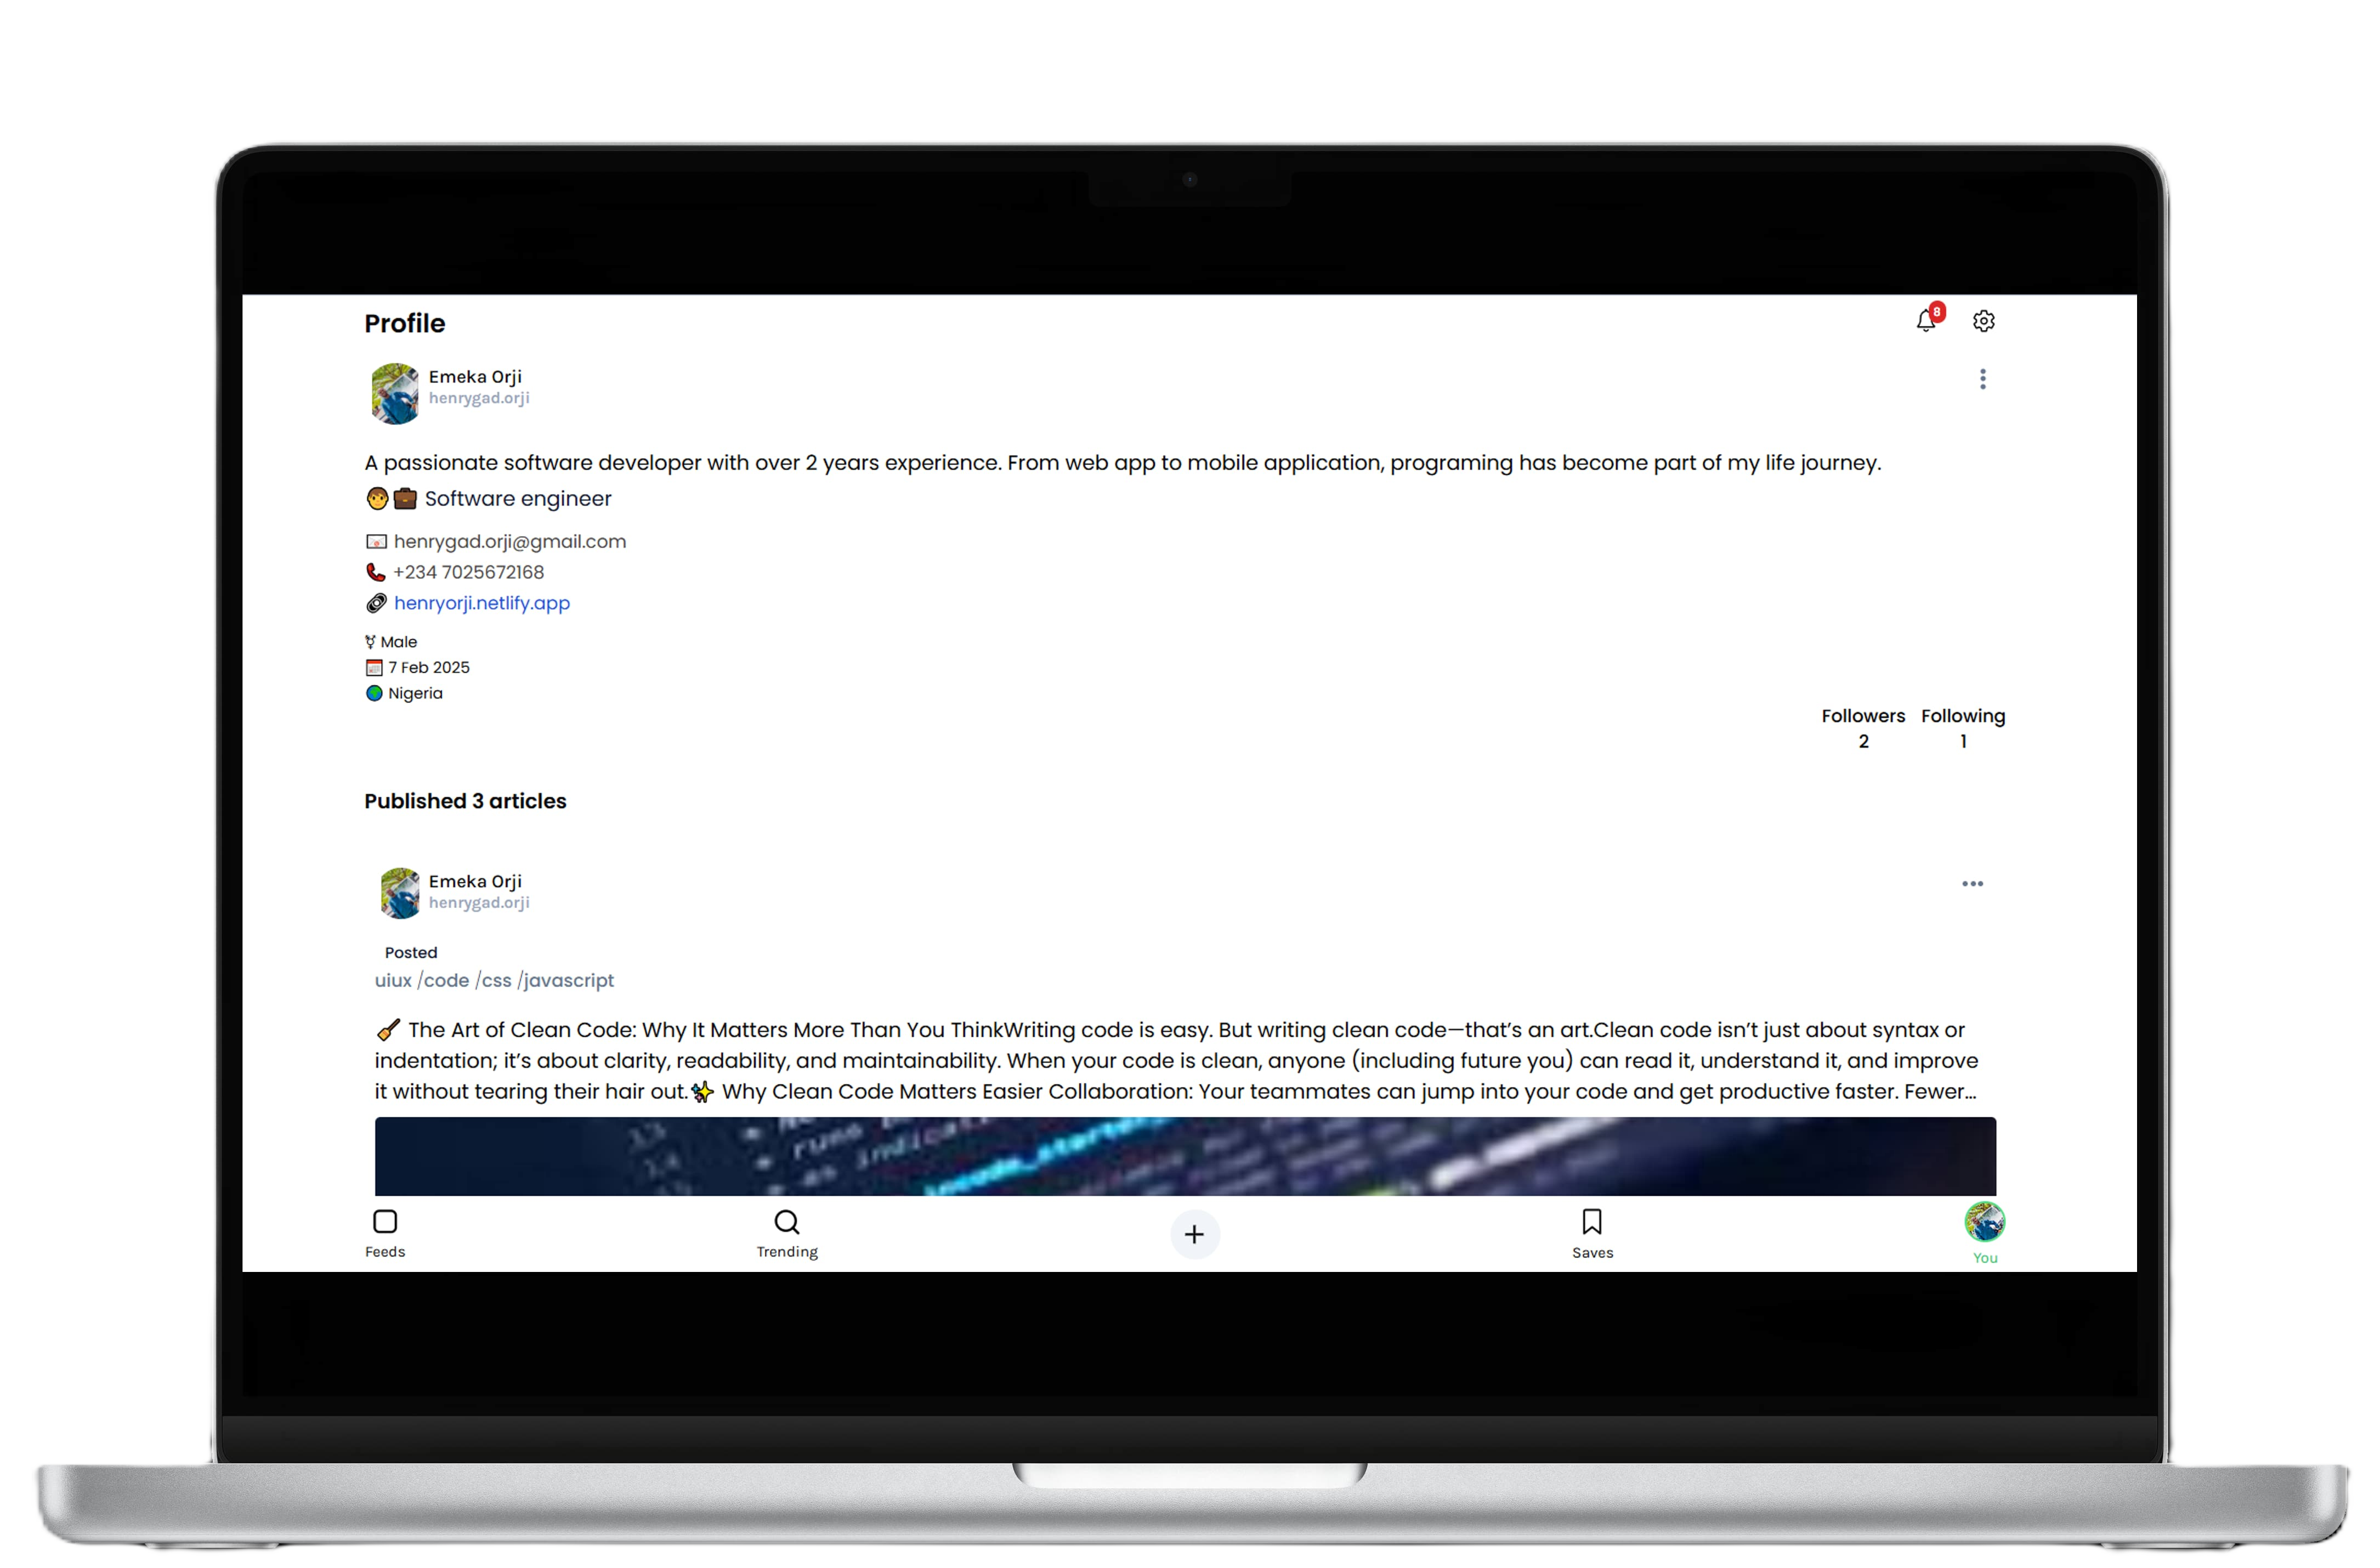 Profile
8
Emeka Orji
henrygad.orji
A passionate software developer with over 2 years experience. From web app to mobile application, programing has become part of my life journey.
🧑💼 Software engineer
📧 henrygad.orji@gmail.com
📞 +234 7025672168
🔗 henryorji.netlify.app
⚧ Male
📅 7 Feb 2025
🌍 Nigeria
Followers Following
2 1
Published 3 articles
Emeka Orji
henrygad.orji
Posted
uiux /code /css /javascript
🧹 The Art of Clean Code: Why It Matters More Than You ThinkWriting code is easy. But writing clean code—that’s an art.Clean code isn’t just about syntax or
indentation; it’s about clarity, readability, and maintainability. When your code is clean, anyone (including future you) can read it, understand it, and improve
it without tearing their hair out.✨ Why Clean Code Matters Easier Collaboration: Your teammates can jump into your code and get productive faster. Fewer...
runs
as indicat
Feeds Trending + Saves You